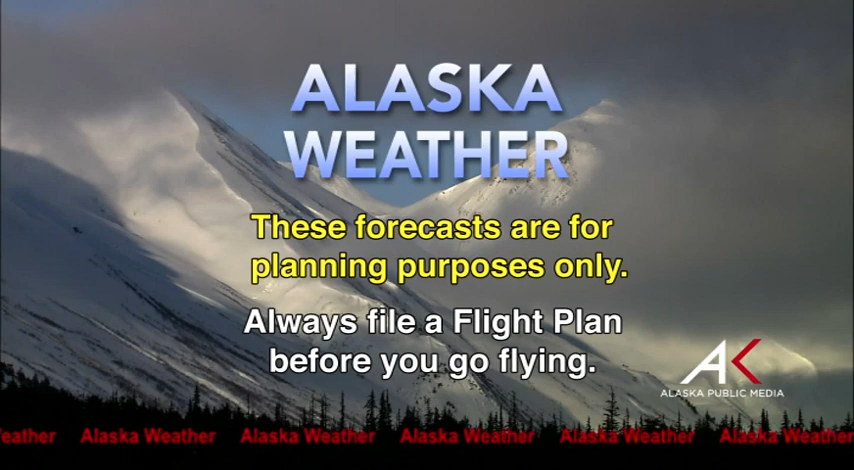 ALASKA
WEATHER
These forecasts are for
planning purposes only.
Always file a Flight Plan
before you go flying.
AK
ALASKA PUBLIC MEDIA
eather Alaska Weather Alaska Weather Alaska Weather Alaska Weather Alaska Weather